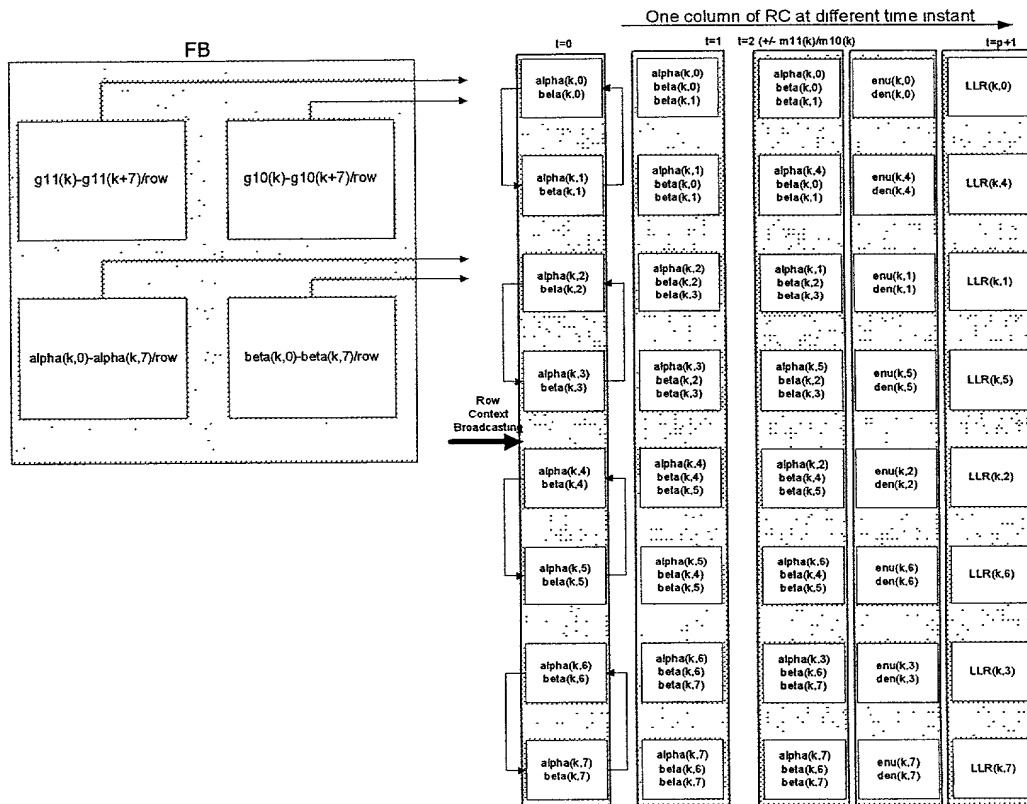 One column of RC at different time instant
FB
t=0
t=1
t=2 (+/- m11(k)/m10(k)
t=p+1
g11(k)-g11(k+7)/row
g10(k)-g10(k+7)/row
alpha(k,0)-alpha(k,7)/row
beta(k,0)-beta(k,7)/row
Row
Context
Broadcasting
alpha(k,0)
beta(k,0)
alpha(k,1)
beta(k,1)
alpha(k,2)
beta(k,2)
alpha(k,3)
beta(k,3)
alpha(k,4)
beta(k,4)
alpha(k,5)
beta(k,5)
alpha(k,6)
beta(k,6)
alpha(k,7)
beta(k,7)
alpha(k,0)
beta(k,0)
beta(k,1)
alpha(k,1)
beta(k,0)
beta(k,1)
alpha(k,2)
beta(k,2)
beta(k,3)
alpha(k,3)
beta(k,2)
beta(k,3)
alpha(k,4)
beta(k,4)
beta(k,5)
alpha(k,5)
beta(k,4)
beta(k,5)
alpha(k,6)
beta(k,6)
beta(k,7)
alpha(k,7)
beta(k,6)
beta(k,7)
alpha(k,0)
beta(k,0)
beta(k,1)
alpha(k,4)
beta(k,0)
beta(k,1)
alpha(k,1)
beta(k,2)
beta(k,3)
alpha(k,5)
beta(k,2)
beta(k,3)
alpha(k,2)
beta(k,4)
beta(k,5)
alpha(k,6)
beta(k,4)
beta(k,5)
alpha(k,3)
beta(k,6)
beta(k,7)
alpha(k,7)
beta(k,6)
beta(k,7)
enu(k,0)
den(k,0)
enu(k,4)
den(k,4)
enu(k,1)
den(k,1)
enu(k,5)
den(k,5)
enu(k,2)
den(k,2)
enu(k,6)
den(k,6)
enu(k,3)
den(k,3)
enu(k,7)
den(k,7)
LLR(k,0)
LLR(k,4)
LLR(k,1)
LLR(k,5)
LLR(k,2)
LLR(k,6)
LLR(k,3)
LLR(k,7)